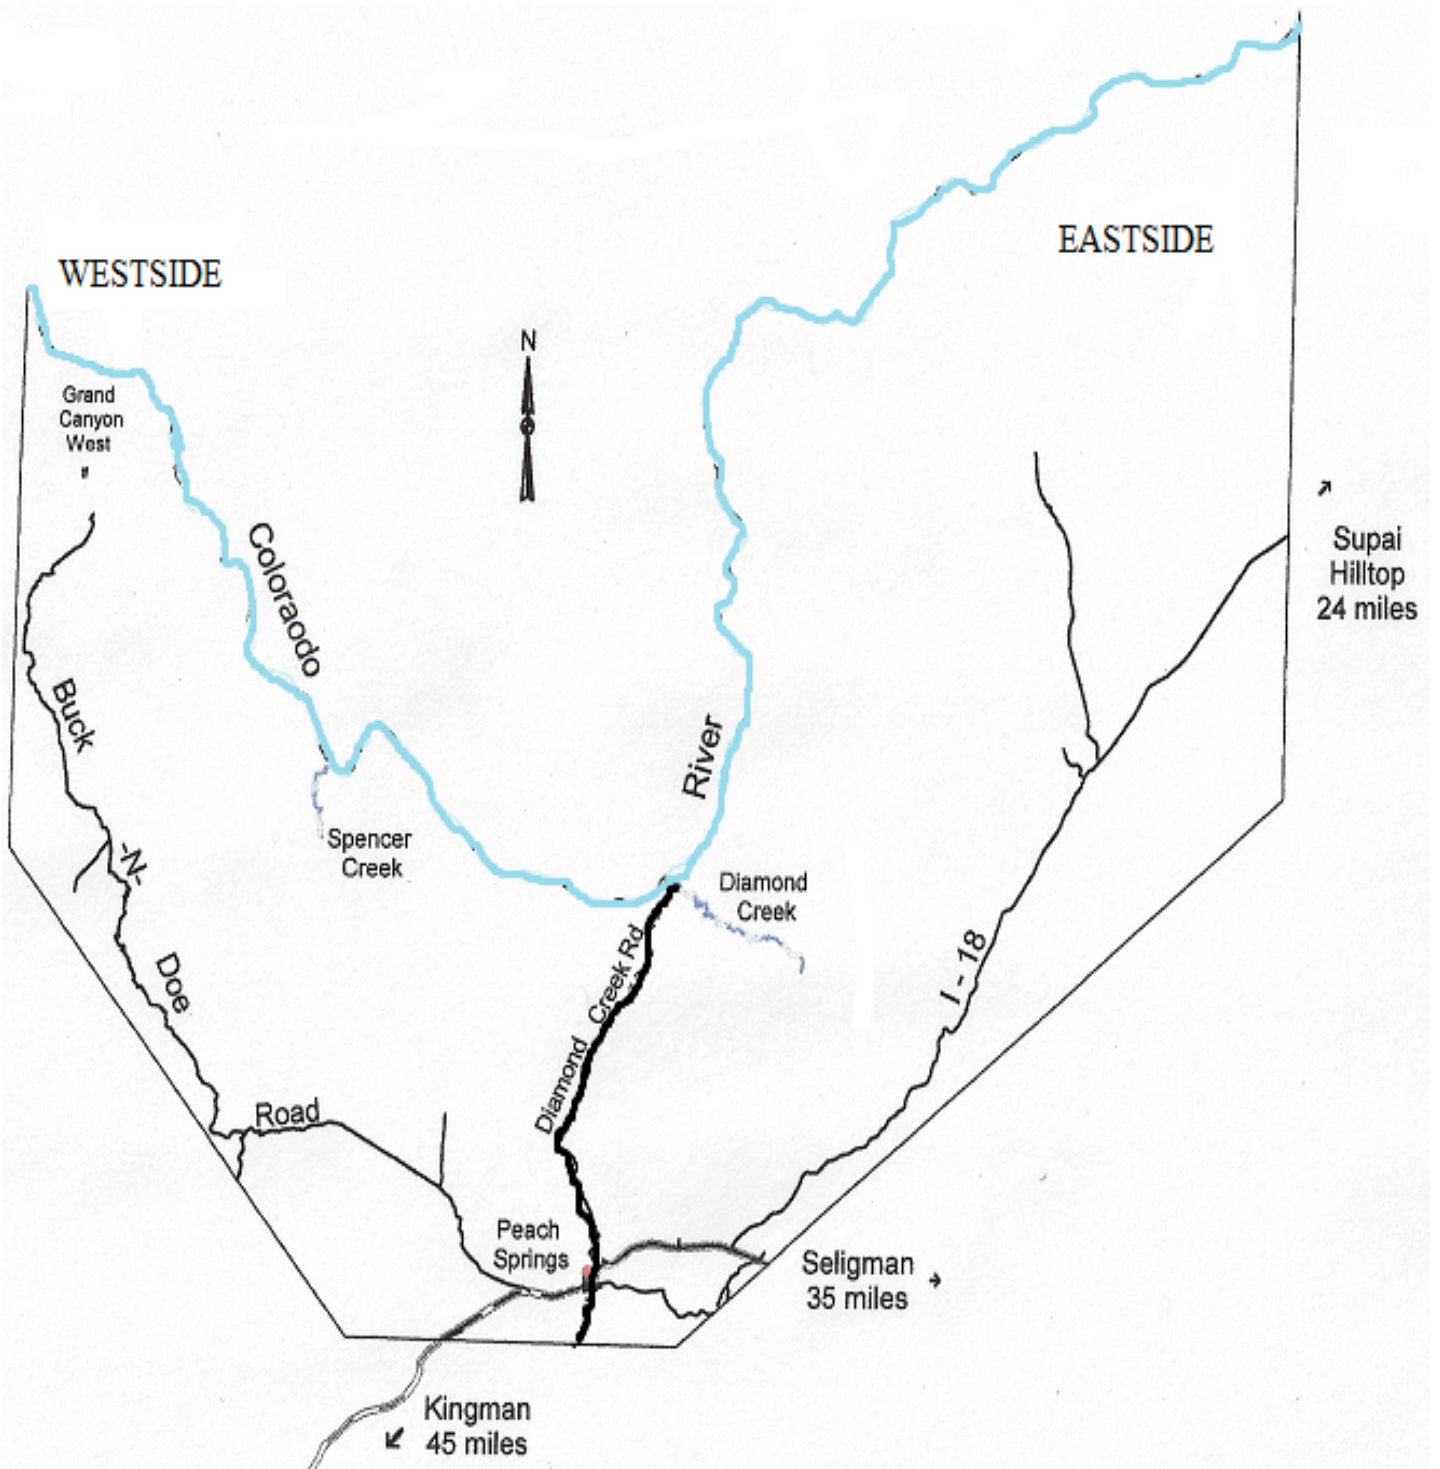 EASTSIDE
WESTSIDE
N
Grand
Canyon
West
Supai
Hilltop
24 miles
Coloraodo
River
Buck
-N-
Doe
Road
Spencer
Creek
Diamond
Creek
Diamond Creek Rd
I - 18
Peach
Springs
Seligman
35 miles
Kingman
45 miles